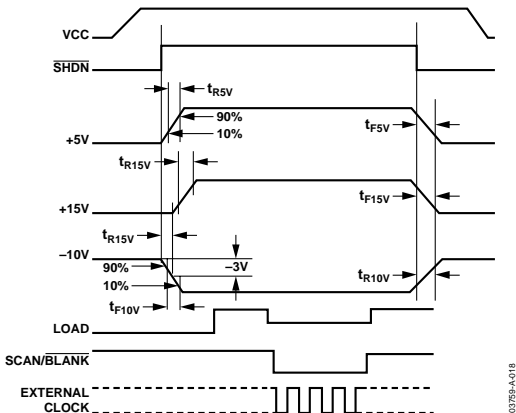 VCC
SHDN
tR5V
90%
10%
+5V
tF5V
tR15V
+15V
tF15V
tR15V
–10V
90%
–3V
10%
tR10V
tF10V
LOAD
SCAN/BLANK
EXTERNAL
CLOCK
03759-A-018